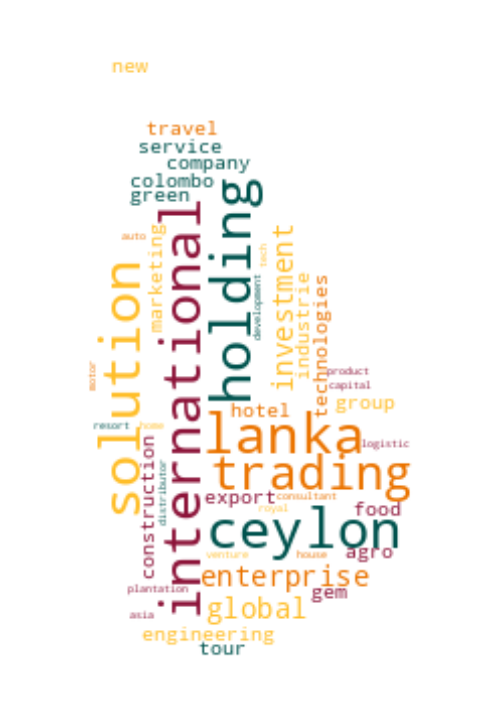 new
travel
service
company
colombo
green
holding
international
auto
marketing
tech
investment
solution
development
industrie
technologies
motor
product
capital
group
hotel
lanka
resort
home
logistic
construction
trading
distributor
export
consultant
food
royal
ceylon
agro
venture
house
enterprise
plantation
gem
global
asia
engineering
tour